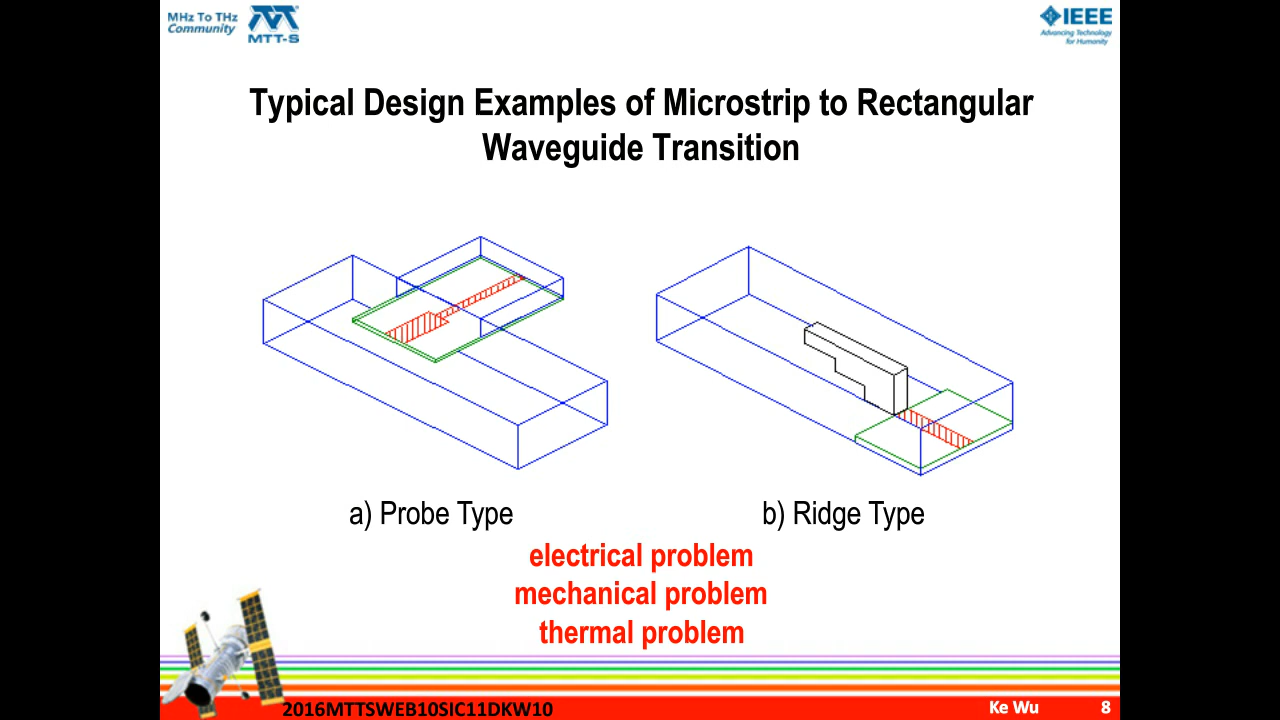 MHz To THz
Community
MTT-S
IEEE
Advancing Technology
for Humanity
Typical Design Examples of Microstrip to Rectangular
Waveguide Transition
a) Probe Type
b) Ridge Type
electrical problem
mechanical problem
thermal problem
2016MTTSWEB10SIC11DKW10
Ke Wu
8